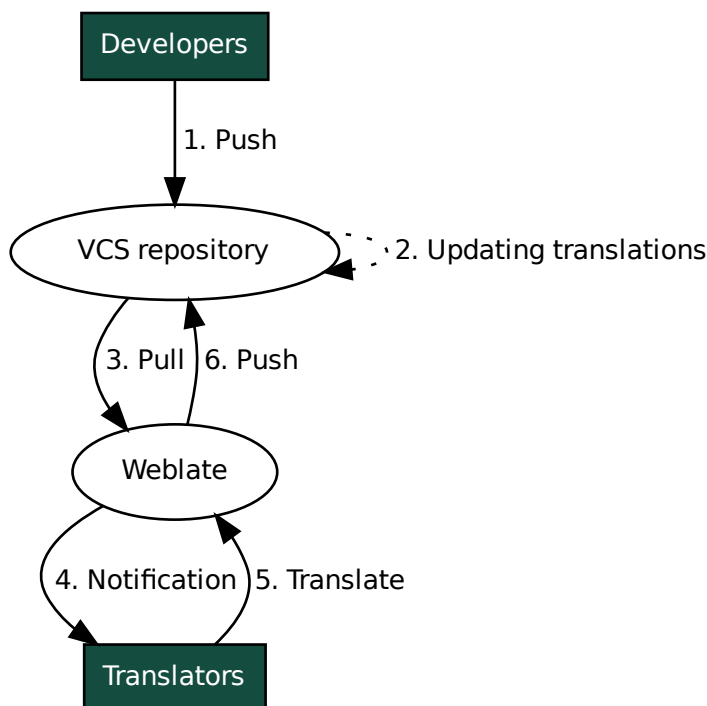 Developers
1. Push
VCS repository
2. Updating translations
3. Pull
6. Push
Weblate
4. Notification
5. Translate
Translators